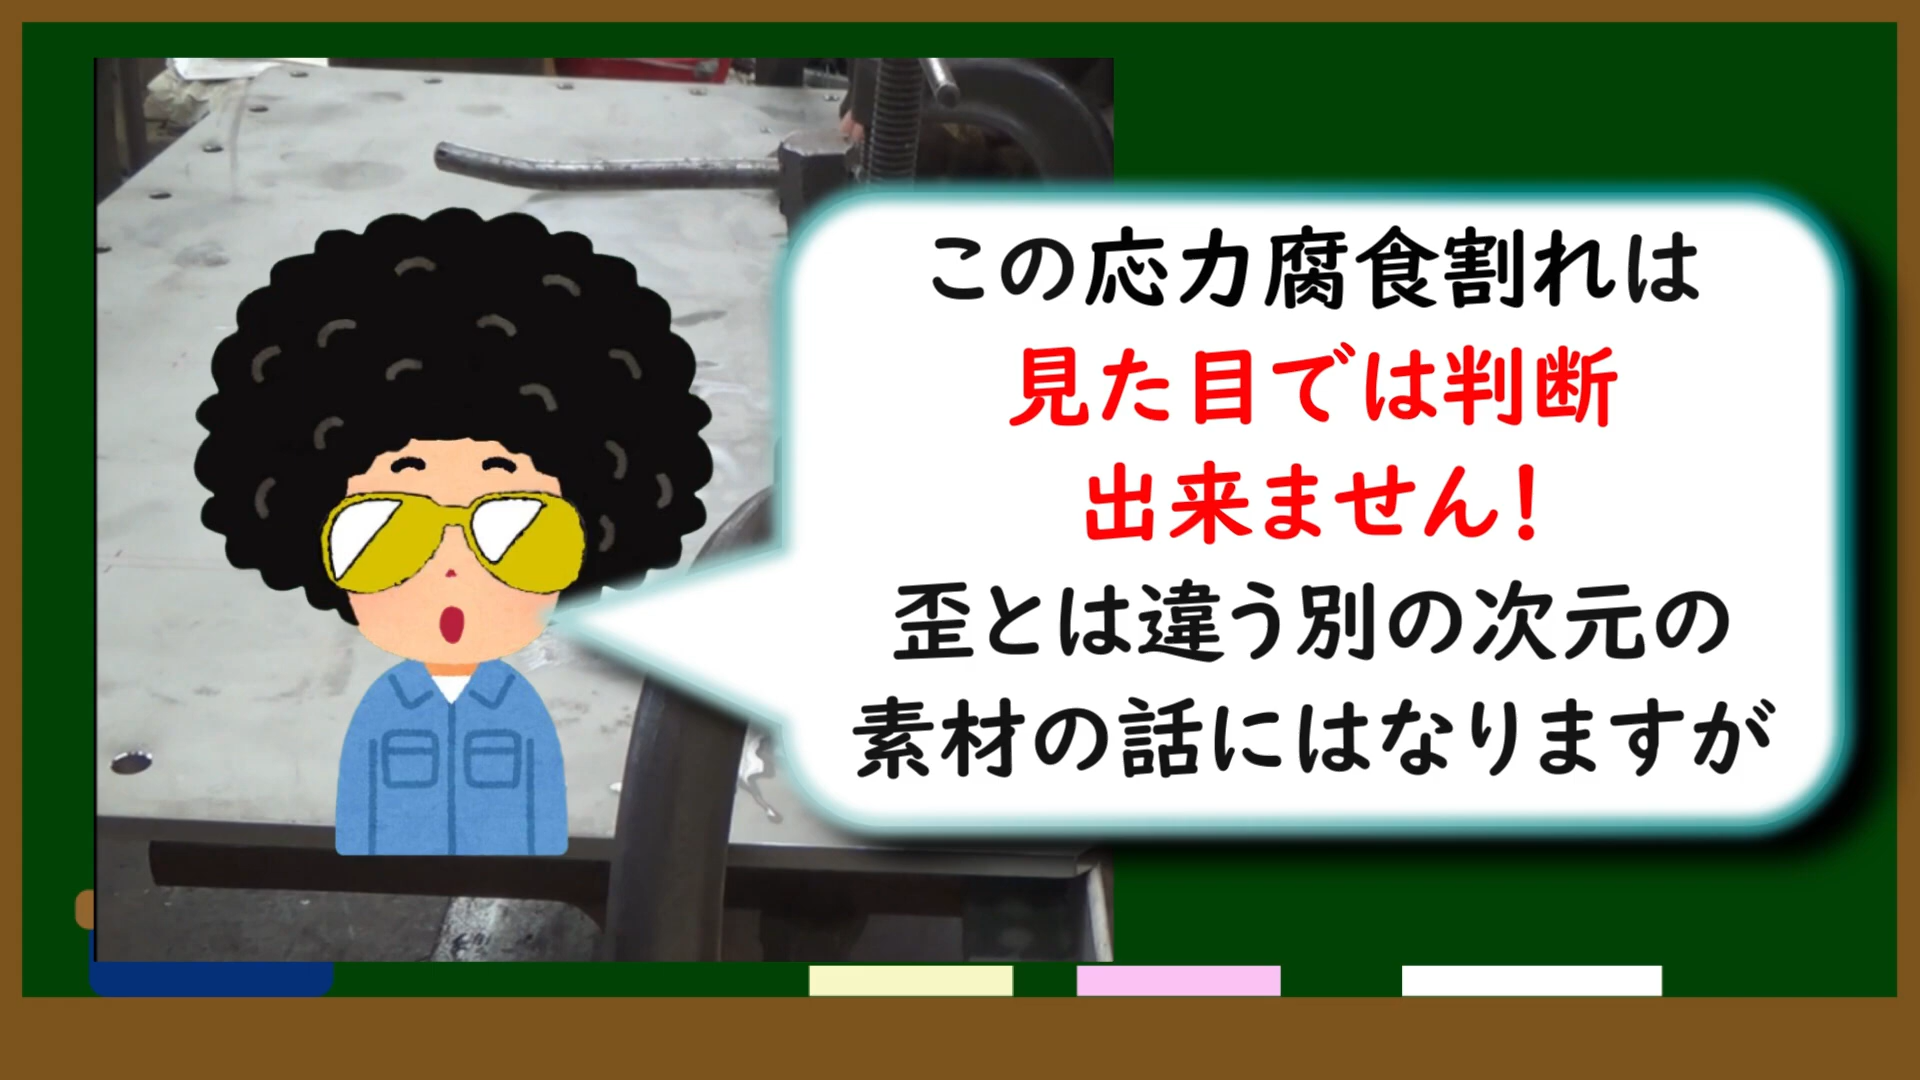 この応力腐食割れは
見た目では判断
出来ません!
歪とは違う別の次元の
素材の話にはなりますが